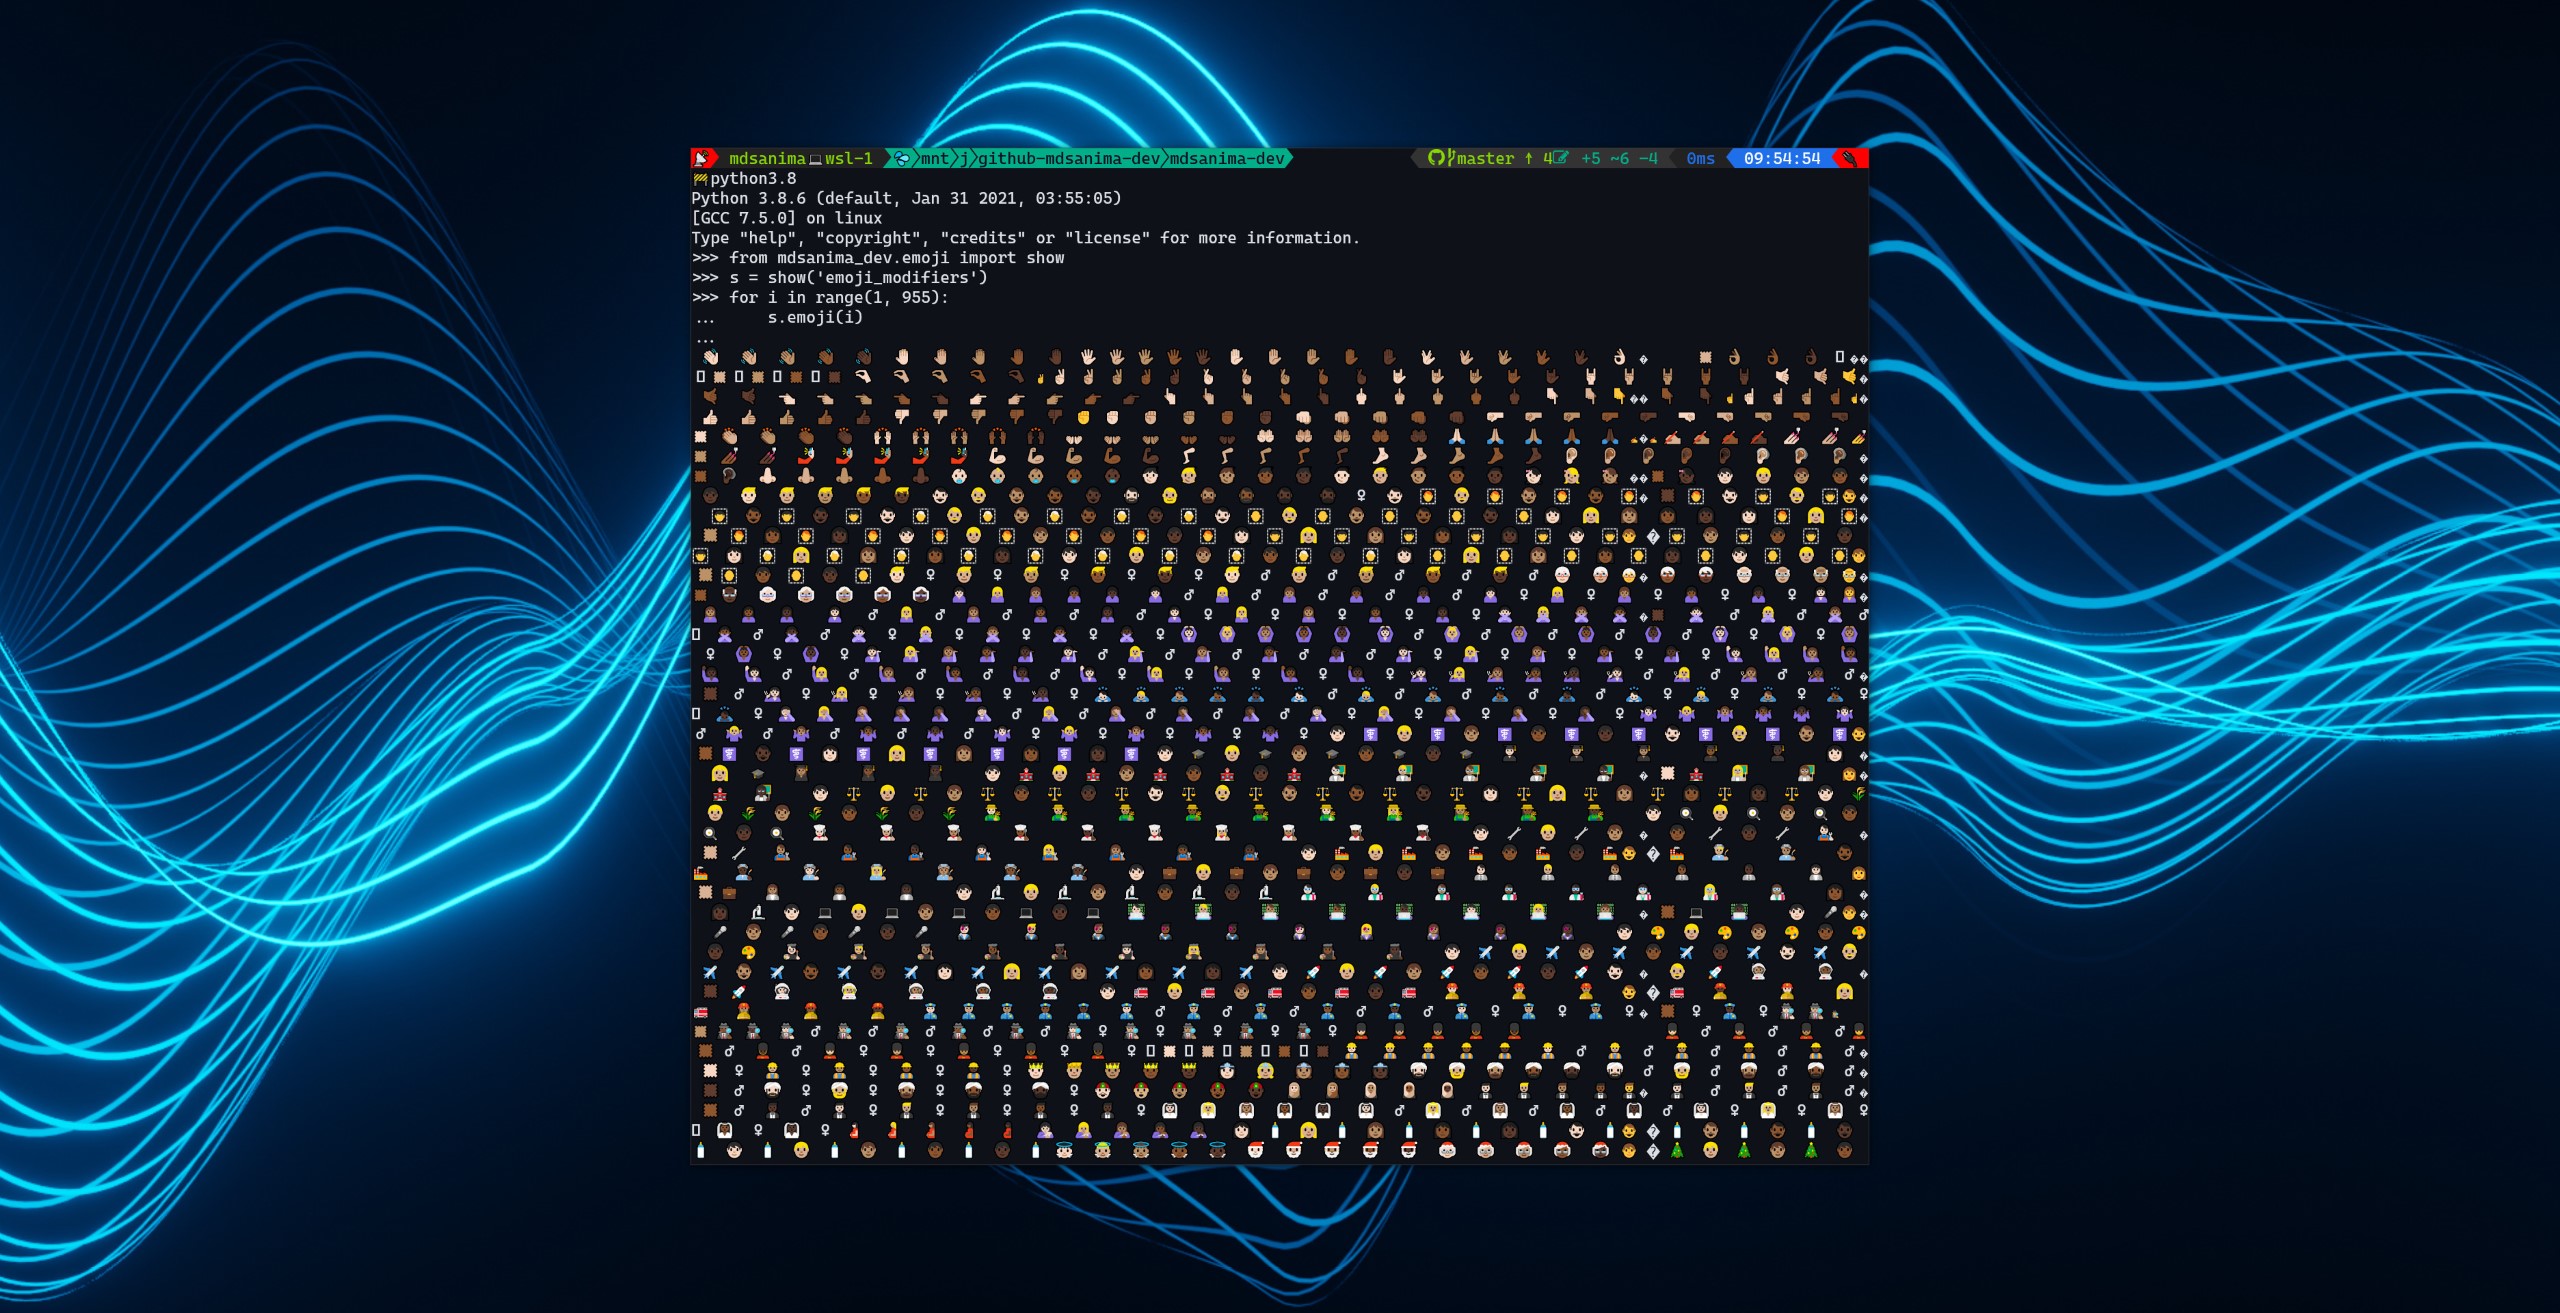 mdsanima wsl-1 mnt j github-mdsanima-dev mdsanima-dev master ↑ 4 +5 ~6 -4 0ms 09:54:54
python3.8
Python 3.8.6 (default, Jan 31 2021, 03:55:05)
[GCC 7.5.0] on linux
Type "help", "copyright", "credits" or "license" for more information.
>>> from mdsanima_dev.emoji import show
>>> s = show('emoji_modifiers')
>>> for i in range(1, 955):
...     s.emoji(i)
...